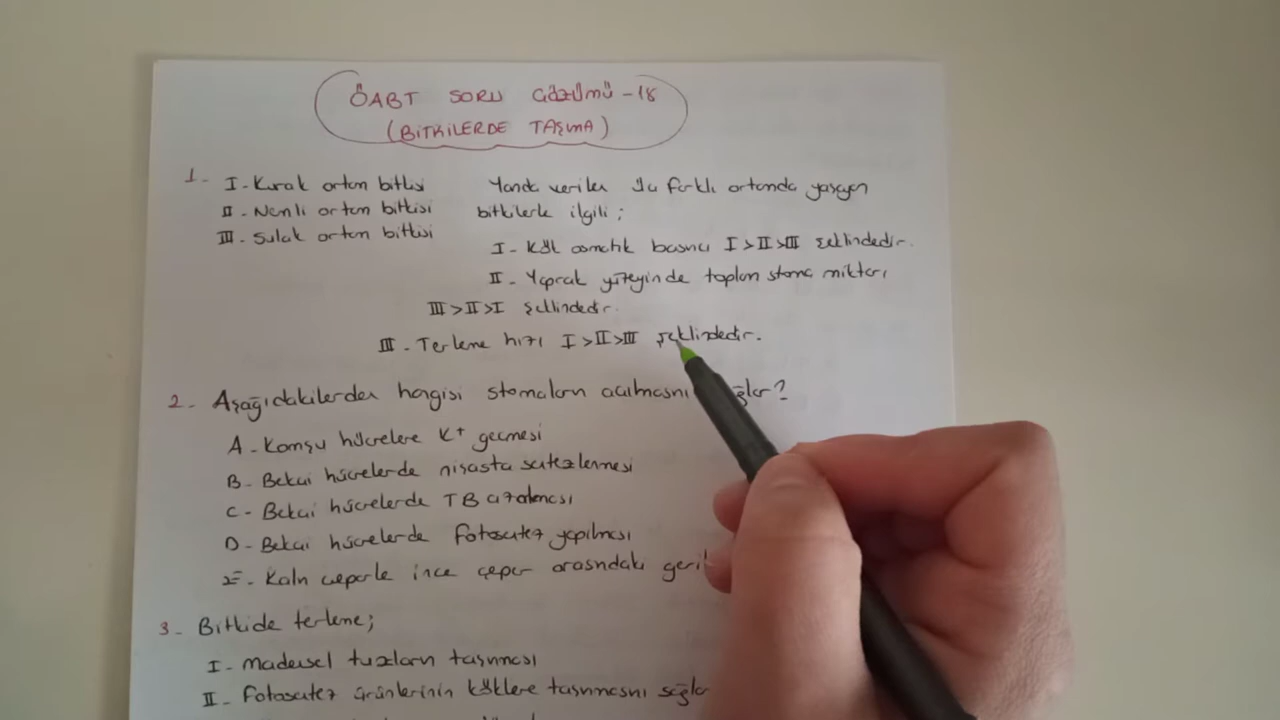 ÖABT SORU ÇÖZÜMÜ - 18
(BİTKİLERDE TAŞIMA)
1- I - Kurak ortam bitkisi
II - Nemli ortam bitkisi
III - Sulak ortam bitkisi
Yanda verilen üç farklı ortamda yaşayan
bitkilerle ilgili ;
I - Kök osmotik basıncı I > II > III şeklindedir.
II - Yaprak yüzeyinde toplam stoma miktarı
III > II > I şeklindedir.
III - Terleme hızı I > II > III şeklindedir.
2- Aşağıdakilerden hangisi stomaların açılmasını sağlar?
A - Komşu hücrelere K+ geçmesi
B - Bekçi hücrelerde nişasta sentezlenmesi
C - Bekçi hücrelerde TB azalması
D - Bekçi hücrelerde fotosentez yapılması
E - Kalın çeperle ince çeper arasındaki
3 - Bitkide terleme;
I - Madensel tuzların taşınması
II - Fotosentez ürünlerinin köklere taşınmasını sağlar